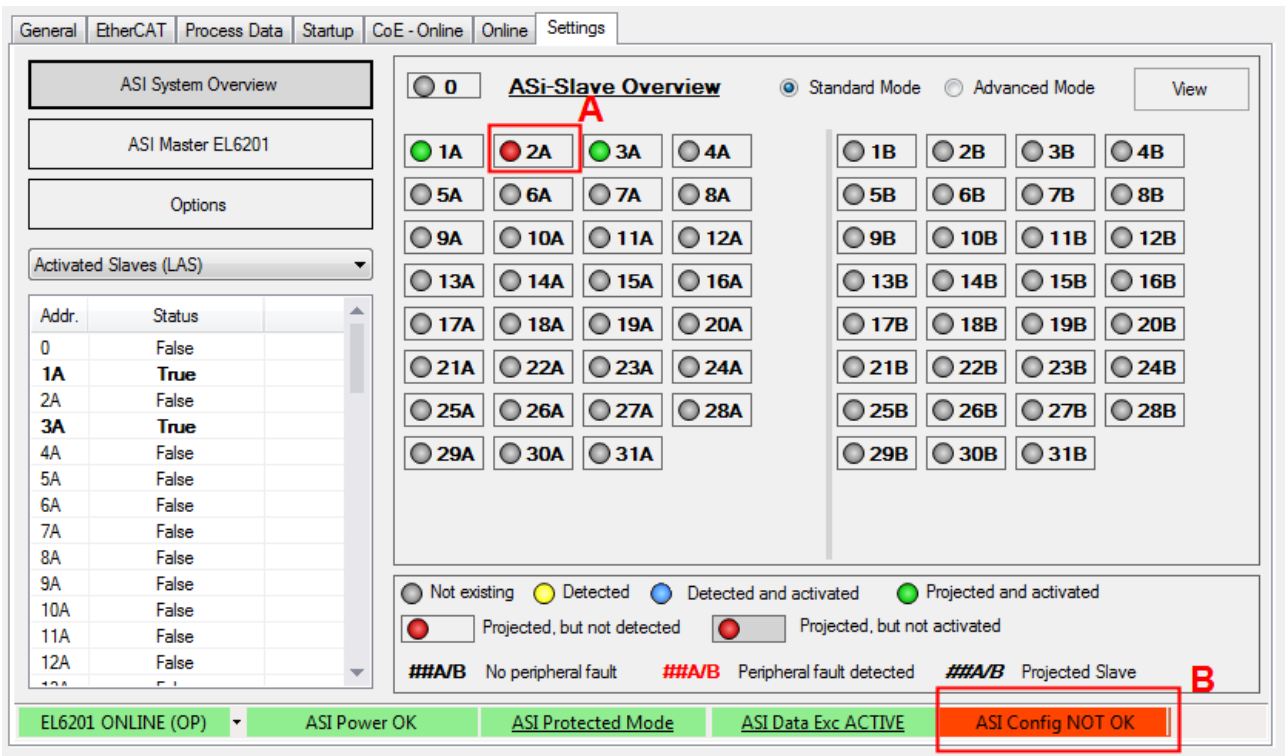 General EtherCAT Process Data Startup CoE - Online Online Settings
ASI System Overview
ASI Master EL6201
Options
Activated Slaves (LAS)
Addr. Status
0 False
1A True
2A False
3A True
4A False
5A False
6A False
7A False
8A False
9A False
10A False
11A False
12A False
0 ASi-Slave Overview Standard Mode Advanced Mode View
A
1A 2A 3A 4A 1B 2B 3B 4B
5A 6A 7A 8A 5B 6B 7B 8B
9A 10A 11A 12A 9B 10B 11B 12B
13A 14A 15A 16A 13B 14B 15B 16B
17A 18A 19A 20A 17B 18B 19B 20B
21A 22A 23A 24A 21B 22B 23B 24B
25A 26A 27A 28A 25B 26B 27B 28B
29A 30A 31A 29B 30B 31B
Not existing Detected Detected and activated Projected and activated
Projected, but not detected Projected, but not activated
##A/B No peripheral fault ##A/B Peripheral fault detected ##A/B Projected Slave
B
EL6201 ONLINE (OP) ASI Power OK ASI Protected Mode ASI Data Exc ACTIVE ASI Config NOT OK